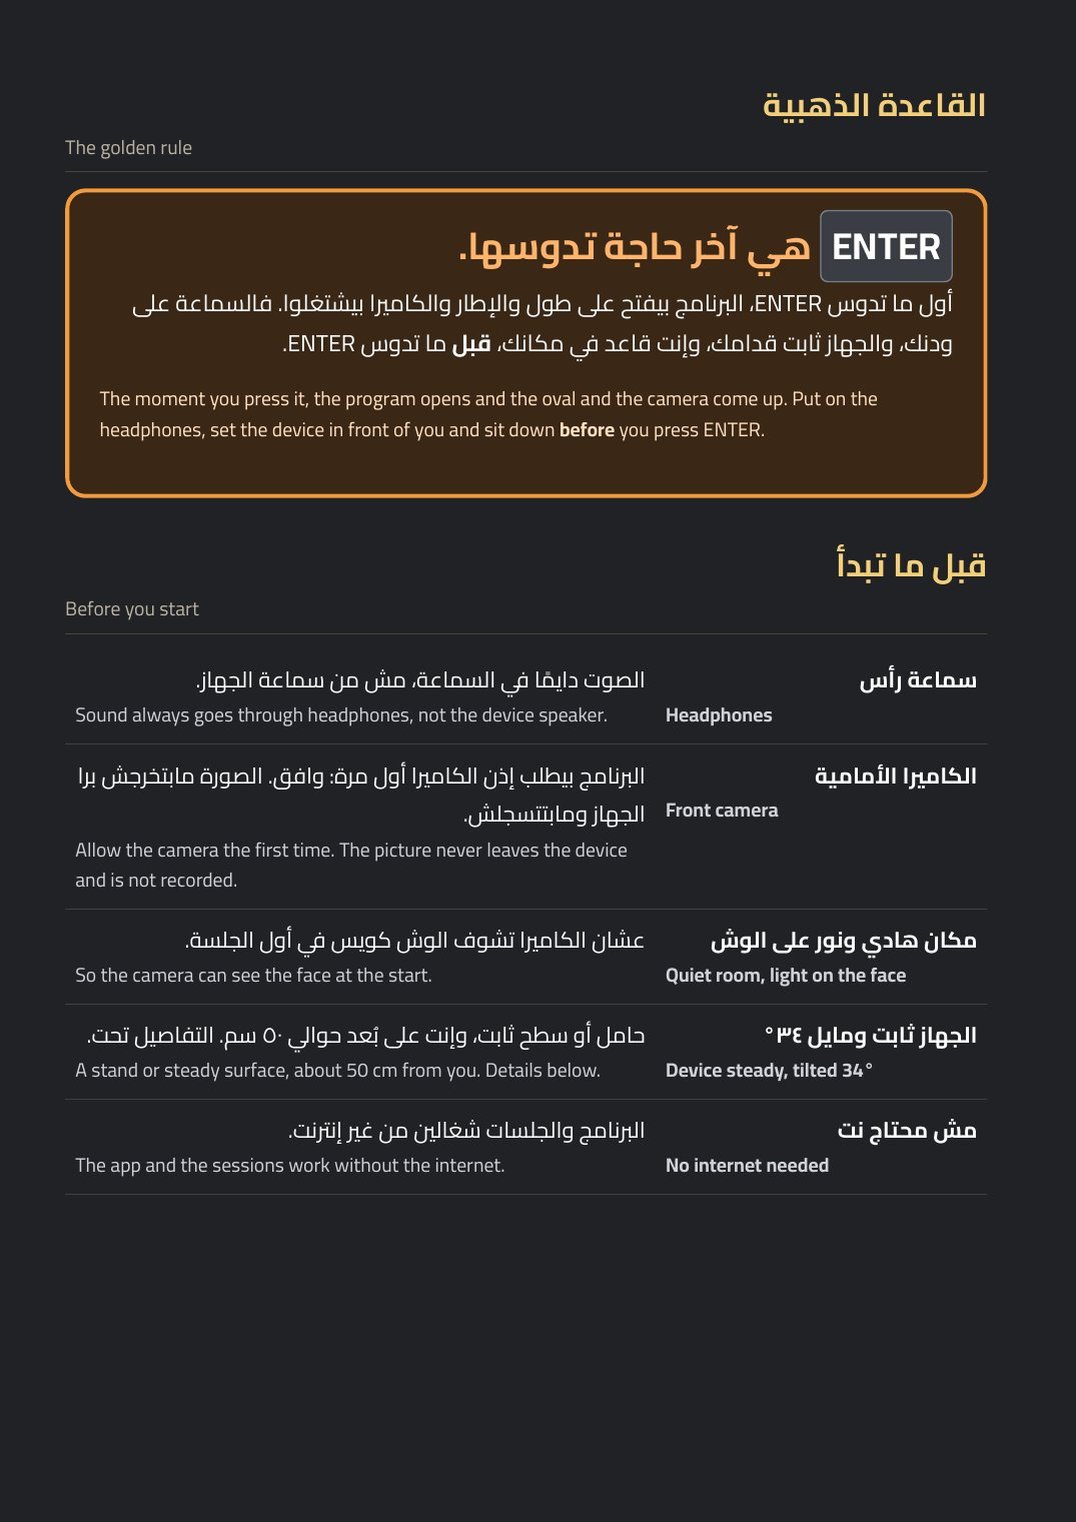 القاعدة الذهبية
The golden rule
ENTER هي آخر حاجة تدوسها.
أول ما تدوس ENTER، البرنامج بيفتح على طول والإطار والكاميرا بيشتغلوا. فالسماعة على
ودنك، والجهاز ثابت قدامك، وإنت قاعد في مكانك، قبل ما تدوس ENTER.
The moment you press it, the program opens and the oval and the camera come up. Put on the
headphones, set the device in front of you and sit down before you press ENTER.
قبل ما تبدأ
Before you start
سماعة رأس
Headphones
الصوت دايمًا في السماعة، مش من سماعة الجهاز.
Sound always goes through headphones, not the device speaker.
الكاميرا الأمامية
Front camera
البرنامج بيطلب إذن الكاميرا أول مرة: وافق. الصورة مابتخرجش برا
الجهاز ومابتتسجلش.
Allow the camera the first time. The picture never leaves the device
and is not recorded.
مكان هادي ونور على الوش
Quiet room, light on the face
عشان الكاميرا تشوف الوش كويس في أول الجلسة.
So the camera can see the face at the start.
الجهاز ثابت ومايل ٣٤°
Device steady, tilted 34°
حامل أو سطح ثابت، وإنت على بُعد حوالي ٥٠ سم. التفاصيل تحت.
A stand or steady surface, about 50 cm from you. Details below.
مش محتاج نت
No internet needed
البرنامج والجلسات شغالين من غير إنترنت.
The app and the sessions work without the internet.